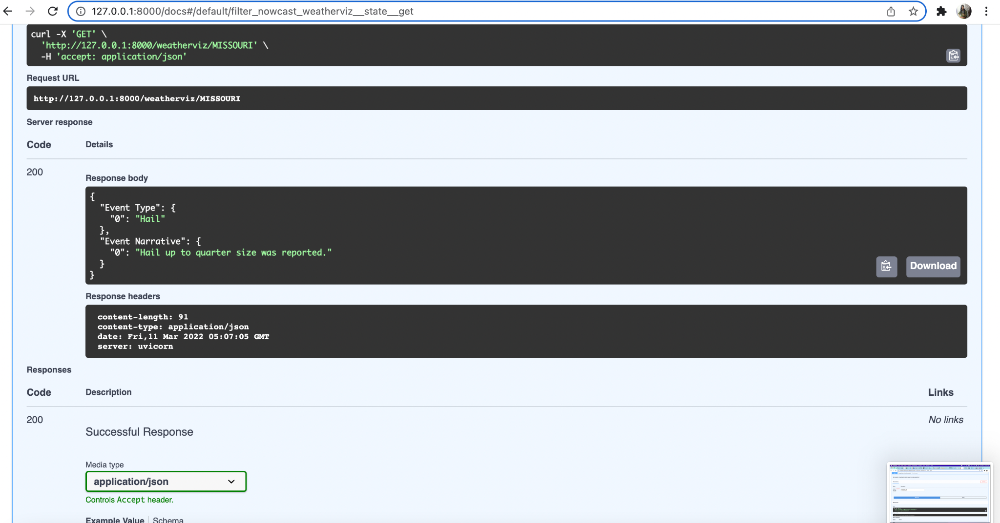 127.0.0.1:8000/docs#/default/filter_nowcast_weatherviz__state__get
curl -X 'GET' \
'http://127.0.0.1:8000/weatherviz/MISSOURI' \
-H 'accept: application/json'
Request URL
http://127.0.0.1:8000/weatherviz/MISSOURI
Server response
Code Details
200
Response body
{
"Event Type": {
"0": "Hail"
},
"Event Narrative": {
"0": "Hail up to quarter size was reported."
}
}
Download
Response headers
content-length: 91
content-type: application/json
date: Fri,11 Mar 2022 05:07:05 GMT
server: uvicorn
Responses
Code Description Links
200 No links
Successful Response
Media type
application/json
Controls Accept header.
Example Value Schema